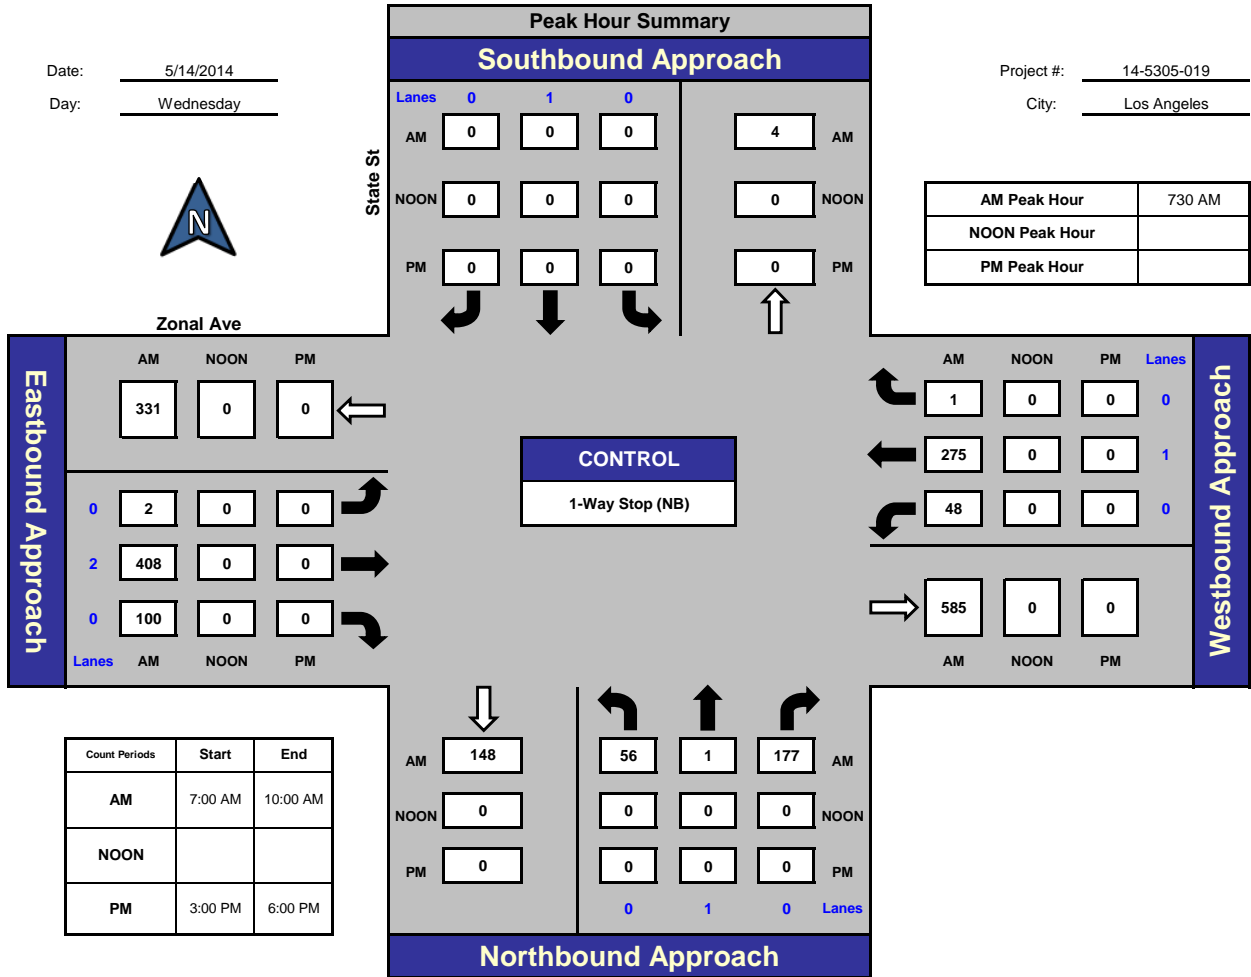 Peak Hour Summary
Southbound Approach
Date: 5/14/2014
Day: Wednesday
Project #: 14-5305-019
City: Los Angeles
N
State St
Lanes 0 1 0
AM 0 0 0 4 AM
NOON 0 0 0 0 NOON
PM 0 0 0 0 PM
AM Peak Hour 730 AM
NOON Peak Hour
PM Peak Hour
Zonal Ave
Eastbound Approach
AM NOON PM
331 0 0
0 2 0 0
2 408 0 0
0 100 0 0
Lanes AM NOON PM
CONTROL
1-Way Stop (NB)
AM NOON PM Lanes
1 0 0 0
275 0 0 1
48 0 0 0
585 0 0
AM NOON PM
Westbound Approach
Count Periods Start End
AM 7:00 AM 10:00 AM
NOON
PM 3:00 PM 6:00 PM
AM 148 56 1 177 AM
NOON 0 0 0 0 NOON
PM 0 0 0 0 PM
0 1 0 Lanes
Northbound Approach